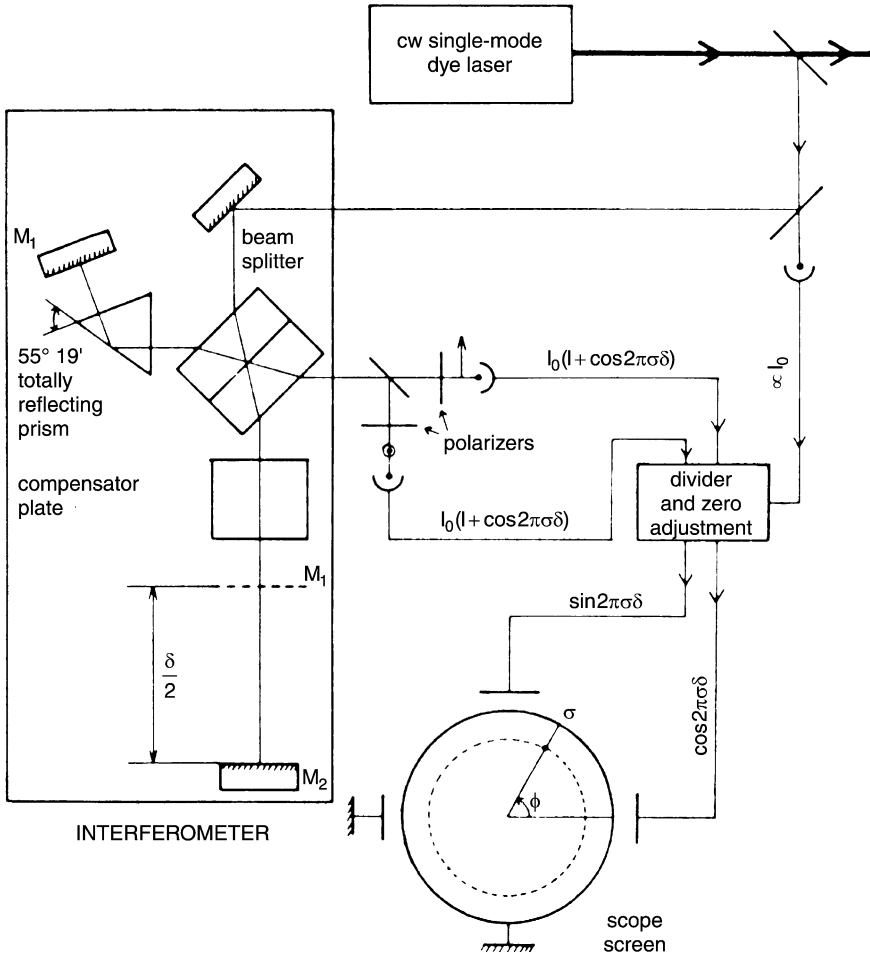 cw single-mode
dye laser
M1
beam
splitter
55° 19'
totally
reflecting
prism
I0(I + cos2πσδ)
∝ I0
polarizers
compensator
plate
divider
and zero
adjustment
I0(I + cos2πσδ)
M1
sin2πσδ
δ
2
cos2πσδ
σ
M2
ϕ
INTERFEROMETER
scope
screen